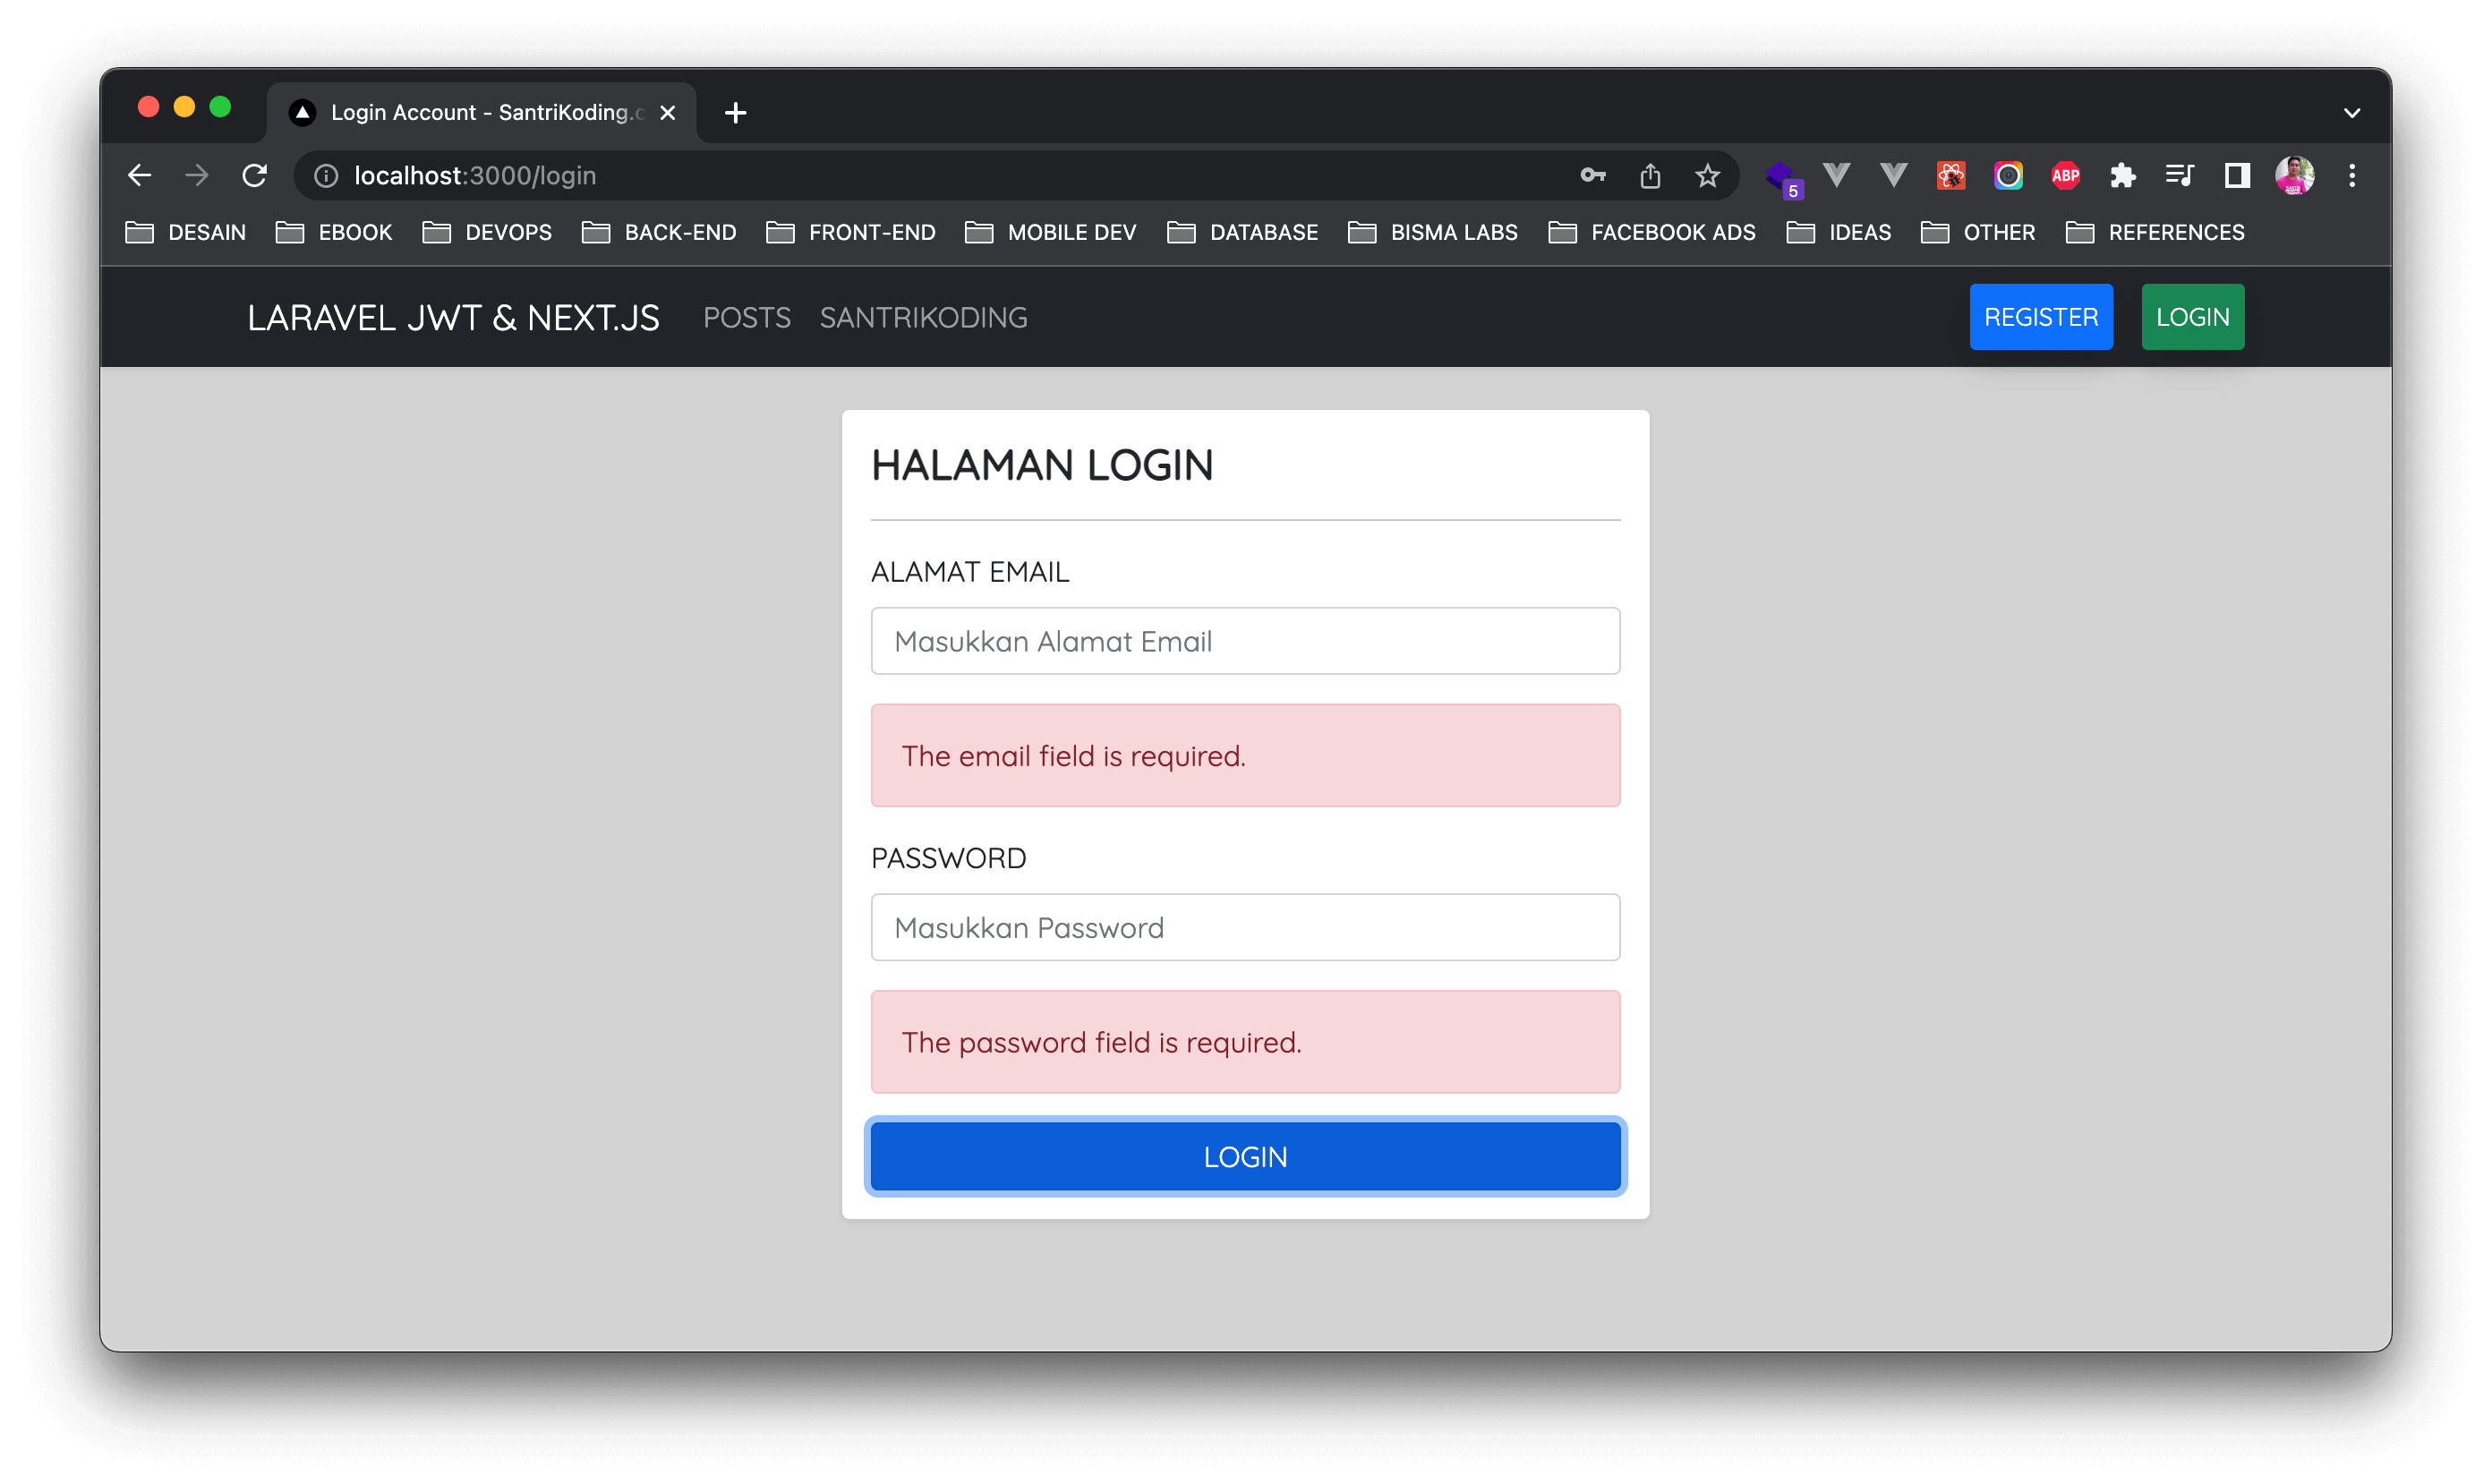 Login Account - SantriKoding.c
localhost:3000/login
5
ABP
DESAIN EBOOK DEVOPS BACK-END FRONT-END MOBILE DEV DATABASE BISMA LABS FACEBOOK ADS IDEAS OTHER REFERENCES
LARAVEL JWT & NEXT.JS POSTS SANTRIKODING REGISTER LOGIN
HALAMAN LOGIN
ALAMAT EMAIL
Masukkan Alamat Email
The email field is required.
PASSWORD
Masukkan Password
The password field is required.
LOGIN